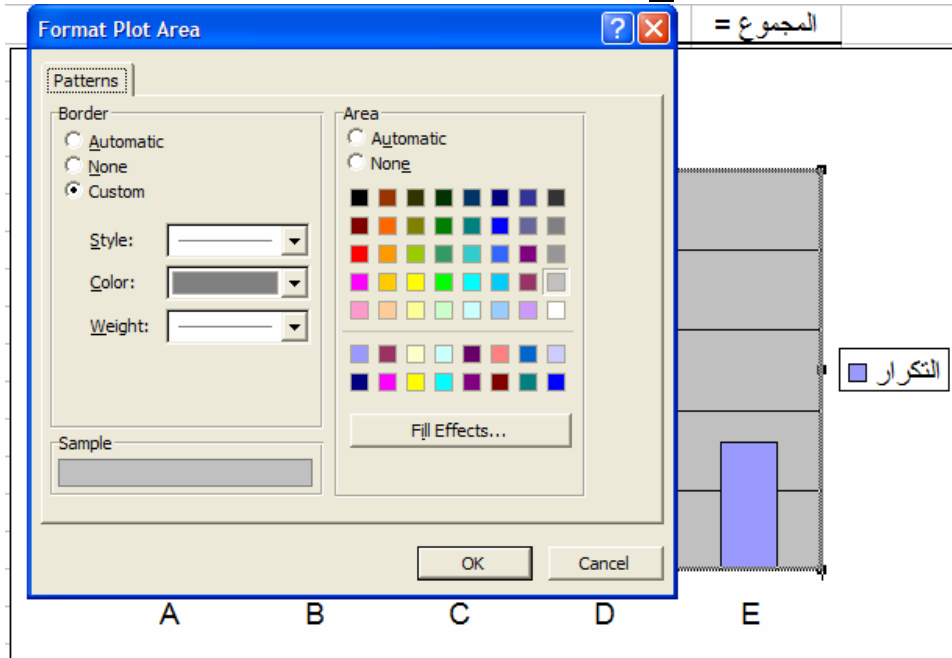 المجموع =
Format Plot Area
Patterns
Border
Automatic
None
Custom
Style:
Color:
Weight:
Sample
Area
Automatic
None
Fill Effects...
OK
Cancel
التكرار
A B C D E